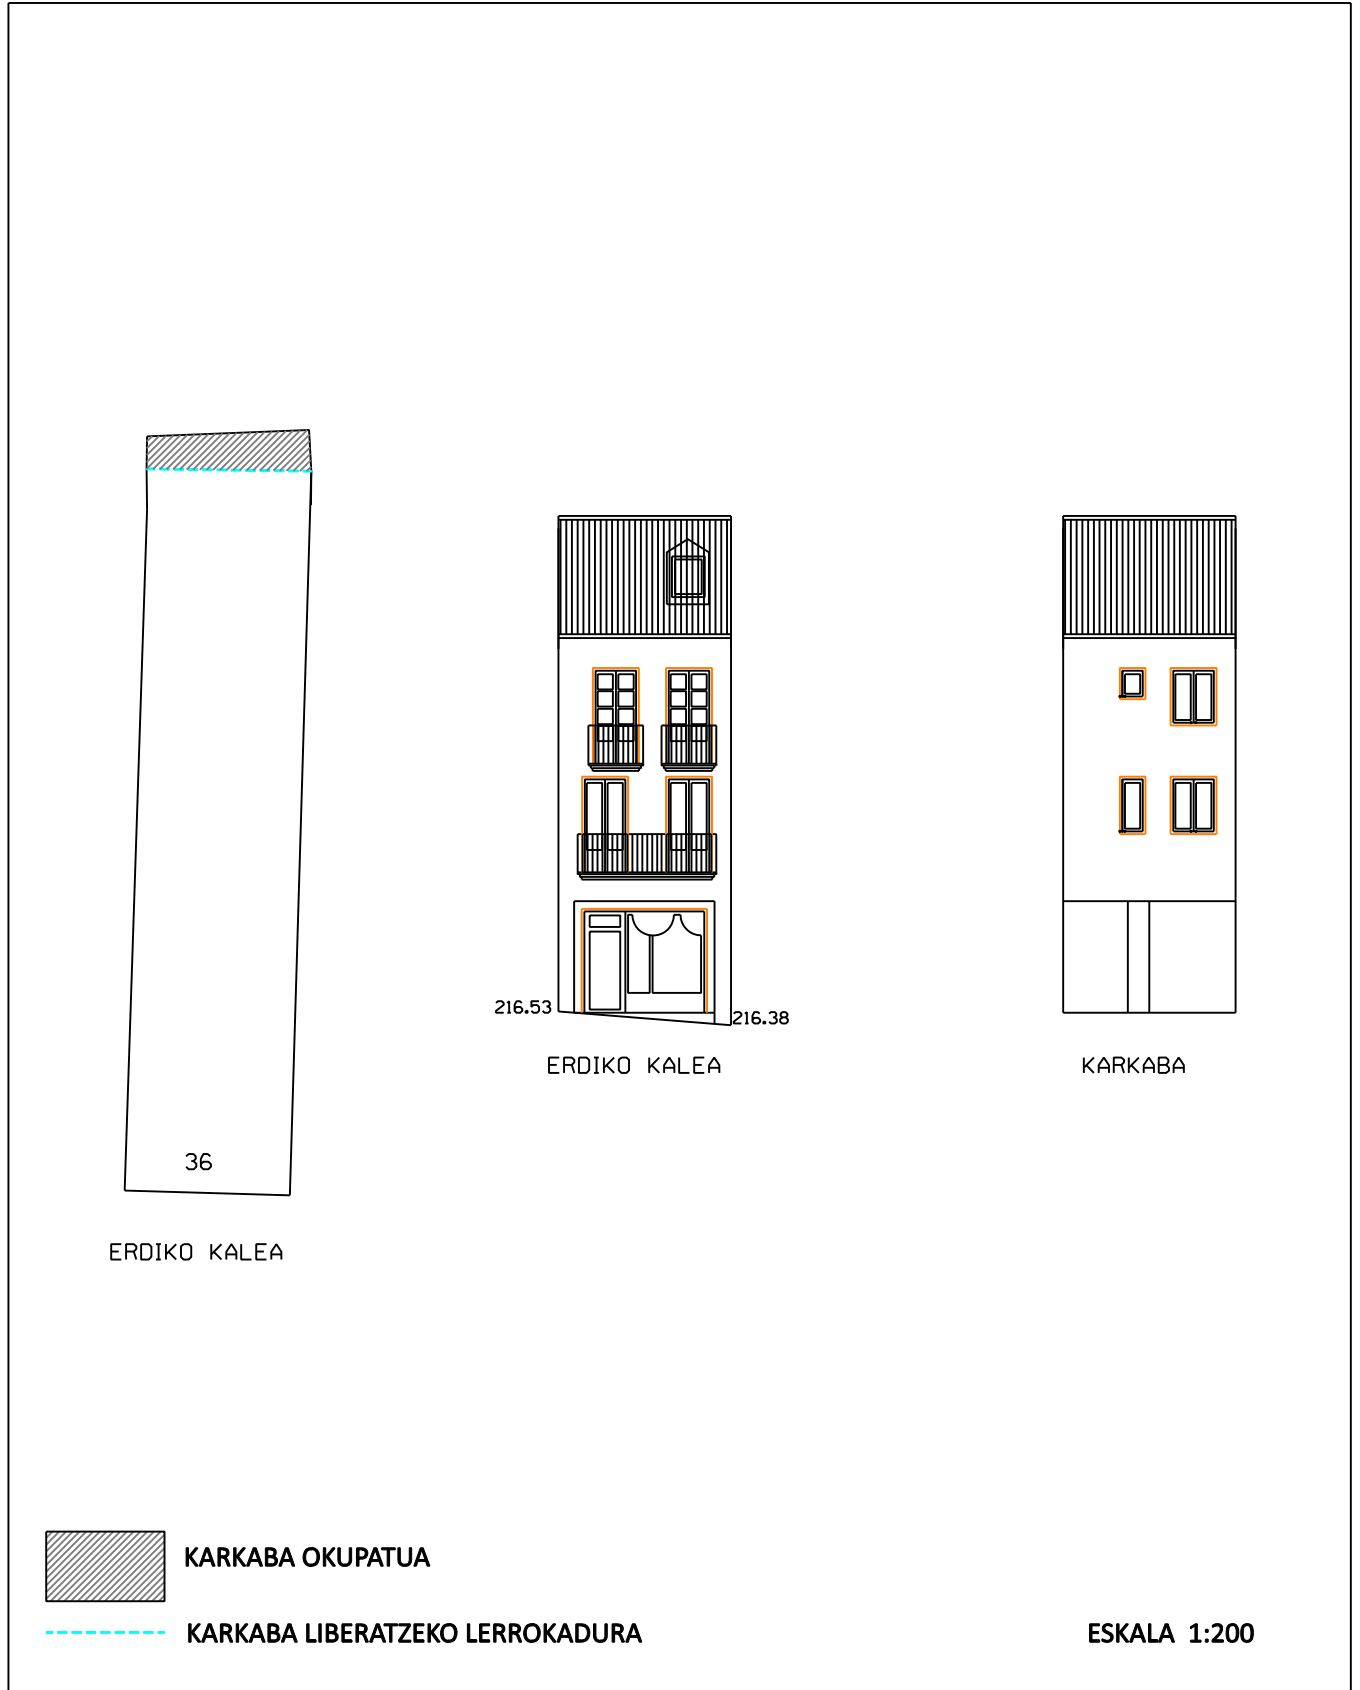 216.53
216.38
ERDIKO KALEA
KARKABA
36
ERDIKO KALEA
KARKABA OKUPATUA
KARKABA LIBERATZEKO LERROKADURA
ESKALA 1:200